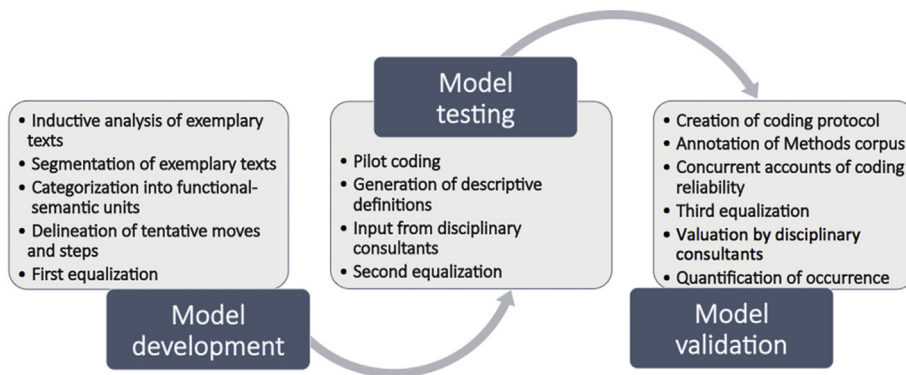 • Inductive analysis of exemplary
texts
• Segmentation of exemplary texts
• Categorization into functional-
semantic units
• Delineation of tentative moves
and steps
• First equalization
Model
development
Model
testing
• Pilot coding
• Generation of descriptive
definitions
• Input from disciplinary
consultants
• Second equalization
• Creation of coding protocol
• Annotation of Methods corpus
• Concurrent accounts of coding
reliability
• Third equalization
• Valuation by disciplinary
consultants
• Quantification of occurrence
Model
validation